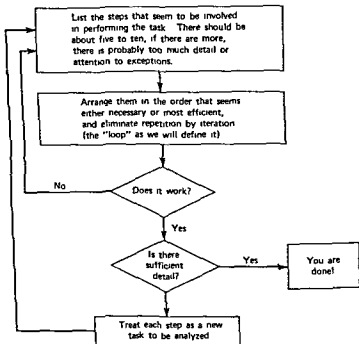 List the steps that seem to be involved
in performing the task There should be
about five to ten, if there are more,
there is probably too much detail or
attention to exceptions.
Arrange them in the order that seems
either necessary or most efficient,
and eliminate repetition by iteration
(the "loop" as we will define it)
No
Does it work?
Yes
Is there
sufficient
detail?
Yes
You are
done!
Treat each step as a new
task to be analyzed